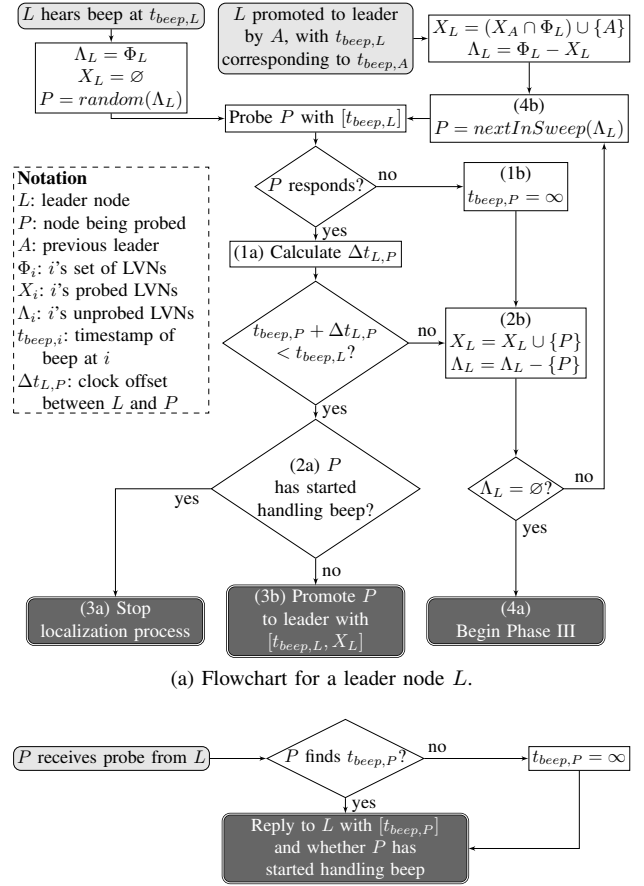 L hears beep at t_{beep,L}
Λ_L = Φ_L
X_L = ∅
P = random(Λ_L)
L promoted to leader
by A, with t_{beep,L}
corresponding to t_{beep,A}
X_L = (X_A ∩ Φ_L) ∪ {A}
Λ_L = Φ_L − X_L
(4b)
P = nextInSweep(Λ_L)
Probe P with [t_{beep,L}]
P responds?
no
yes
(1b)
t_{beep,P} = ∞
(1a) Calculate Δt_{L,P}
Notation
L: leader node
P: node being probed
A: previous leader
Φ_i: i's set of LVNs
X_i: i's probed LVNs
Λ_i: i's unprobed LVNs
t_{beep,i}: timestamp of
beep at i
Δt_{L,P}: clock offset
between L and P
t_{beep,P} + Δt_{L,P}
< t_{beep,L}?
no
yes
(2b)
X_L = X_L ∪ {P}
Λ_L = Λ_L − {P}
(2a) P
has started
handling beep?
yes
no
Λ_L = ∅?
no
yes
(3a) Stop
localization process
(3b) Promote P
to leader with
[t_{beep,L}, X_L]
(4a)
Begin Phase III
(a) Flowchart for a leader node L.
P receives probe from L
P finds t_{beep,P}?
no
yes
t_{beep,P} = ∞
Reply to L with [t_{beep,P}]
and whether P has
started handling beep